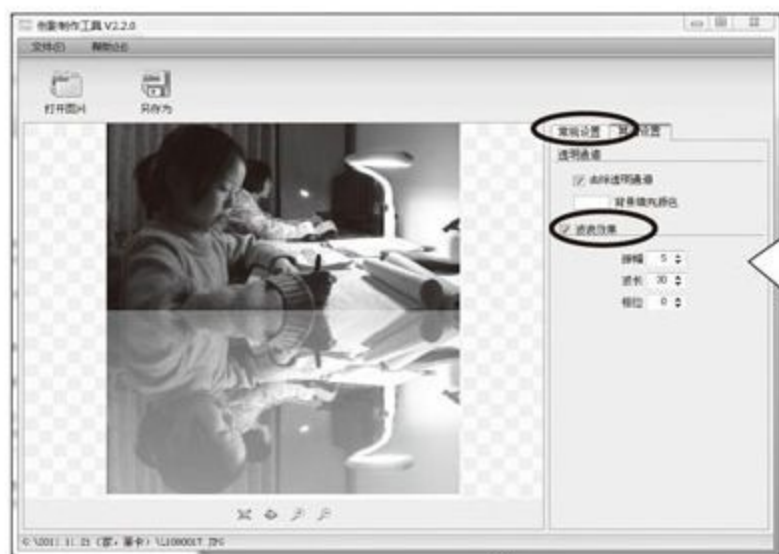 倒影制作工具 V2.2.0
文件(F) 帮助(H)
打开图片 另存为
常规设置
透明通道
去除透明通道
背景填充颜色
波浪效果
振幅 5
波长 30
相位 0